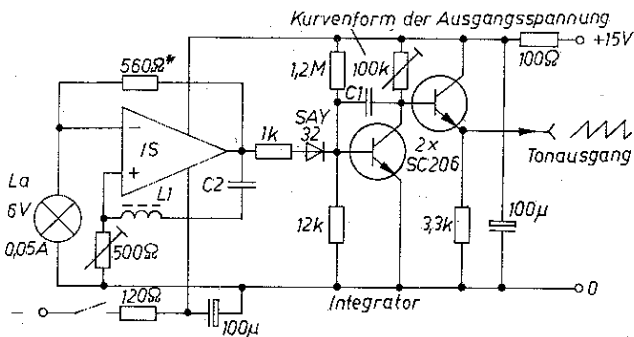 Kurvenform der Ausgangsspannung
560Ω*
1,2M
100k
100Ω
+15V
C1
−
IS
+
1k
SAY
32
2x
SC206
Tonausgang
La
6V
0,05A
L1
C2
500Ω
12k
3,3k
100µ
120Ω
Integrator
0
−
100µ